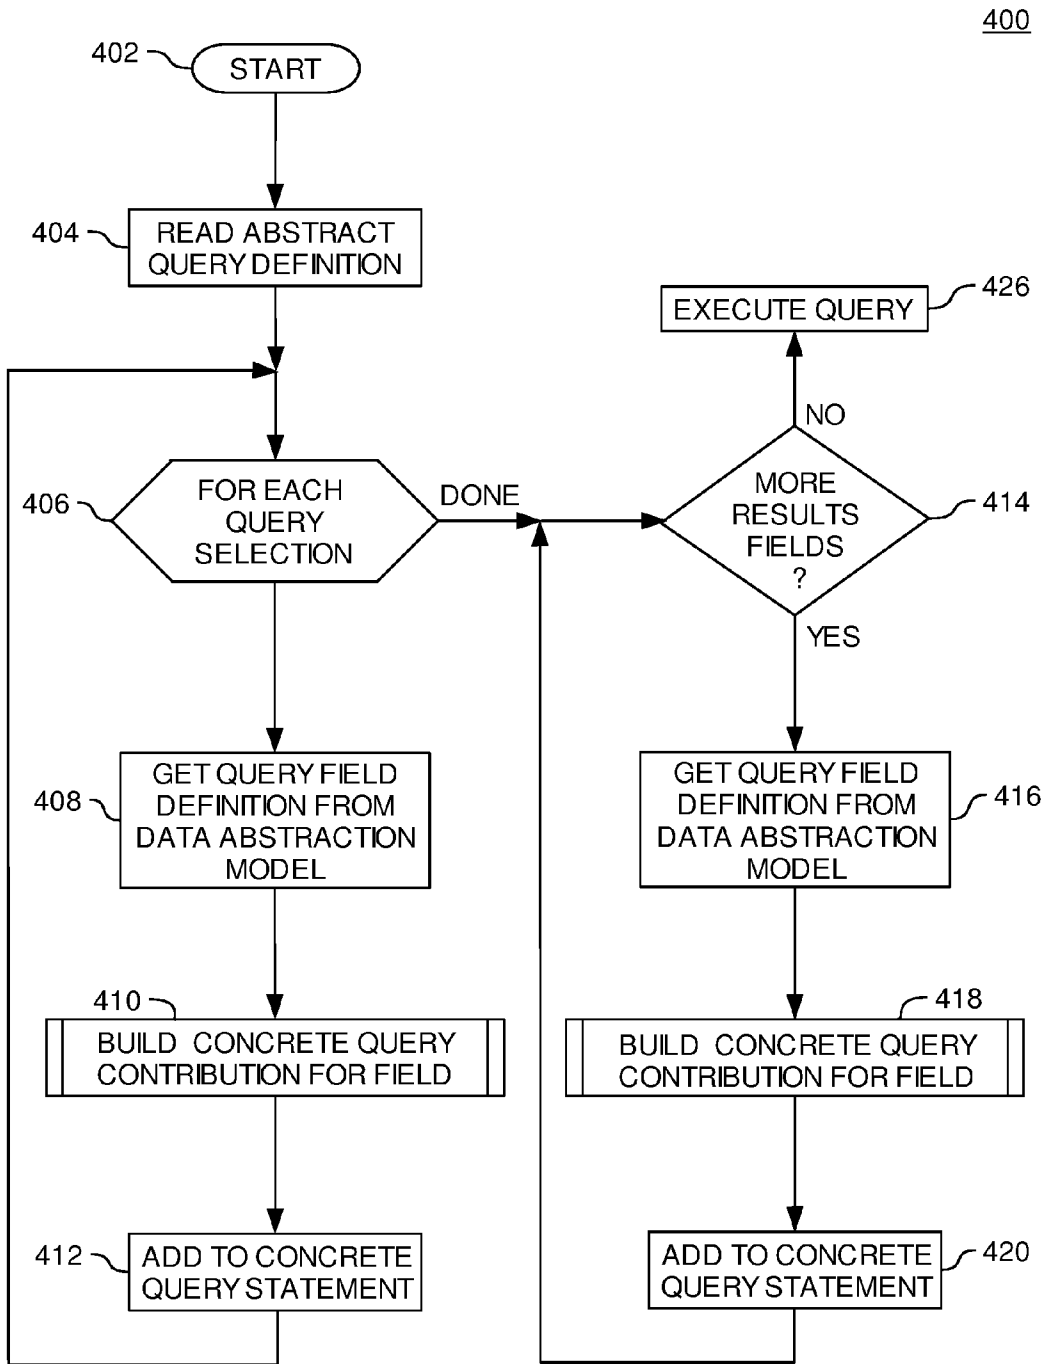 400
402
START
404
READ ABSTRACT
QUERY DEFINITION
406
FOR EACH
QUERY
SELECTION
DONE
408
GET QUERY FIELD
DEFINITION FROM
DATA ABSTRACTION
MODEL
410
BUILD CONCRETE QUERY
CONTRIBUTION FOR FIELD
412
ADD TO CONCRETE
QUERY STATEMENT
426
EXECUTE QUERY
NO
414
MORE
RESULTS
FIELDS
?
YES
416
GET QUERY FIELD
DEFINITION FROM
DATA ABSTRACTION
MODEL
418
BUILD CONCRETE QUERY
CONTRIBUTION FOR FIELD
420
ADD TO CONCRETE
QUERY STATEMENT